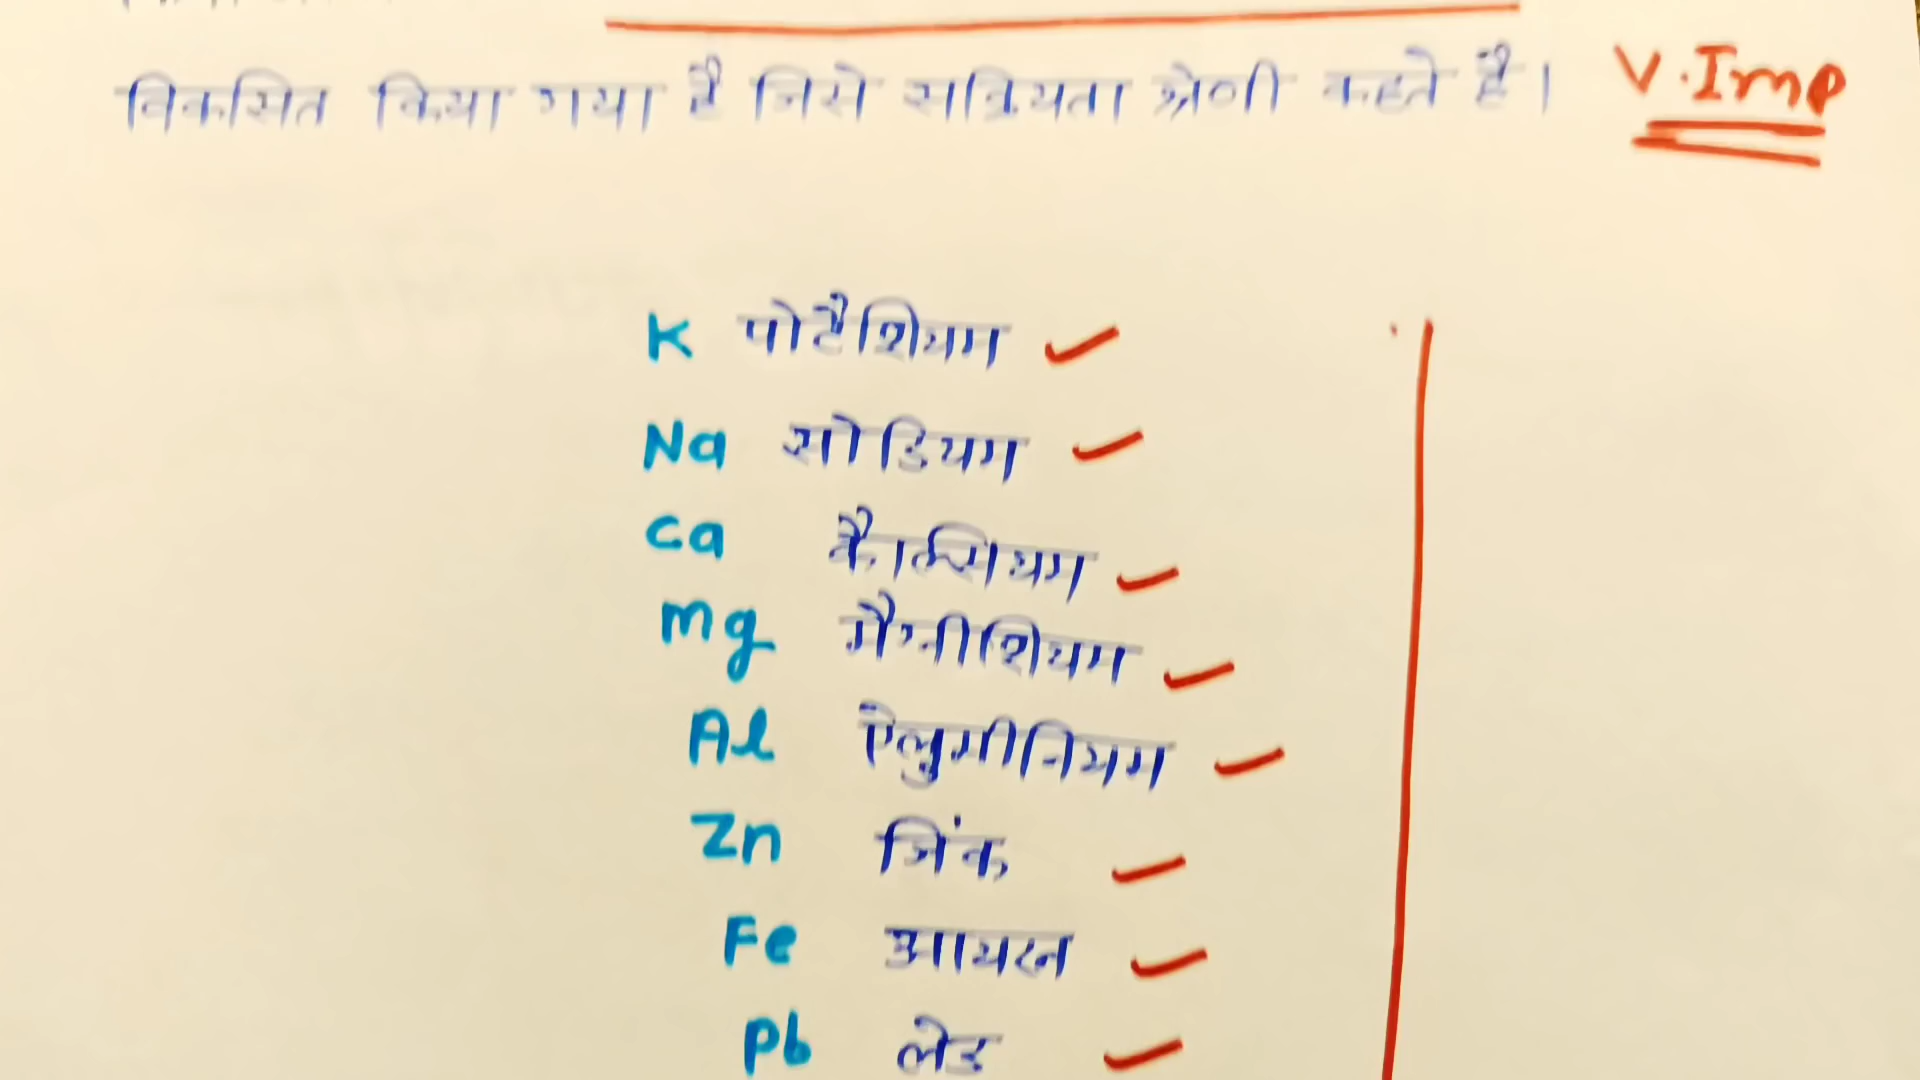 विकसित किया गया है जिसे सक्रियता श्रेणी कहते है। V.Imp
K पोटैशियम
Na सोडियम
Ca कैल्सियम
Mg मैग्नीशियम
Al ऐलुमीनियम
Zn जिंक
Fe आयरन
Pb लेड